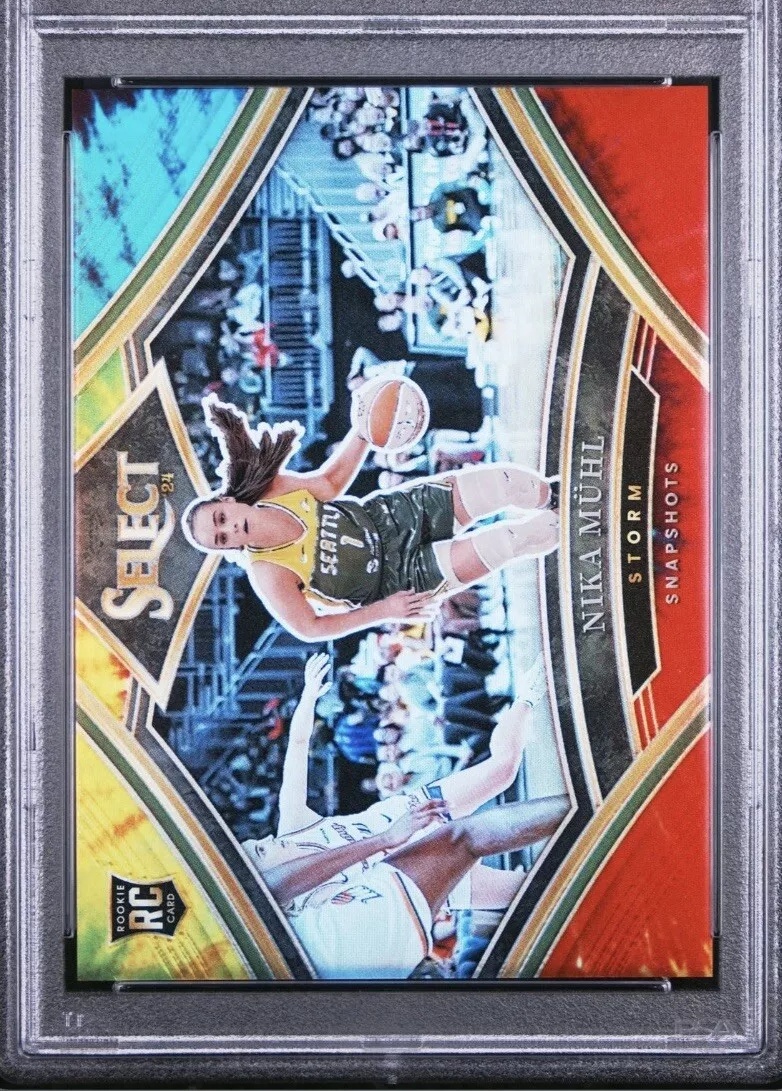 SELECT
'24
SEATTLE
1
NIKA MÜHL
STORM
SNAPSHOTS
ROOKIE
RC
CARD